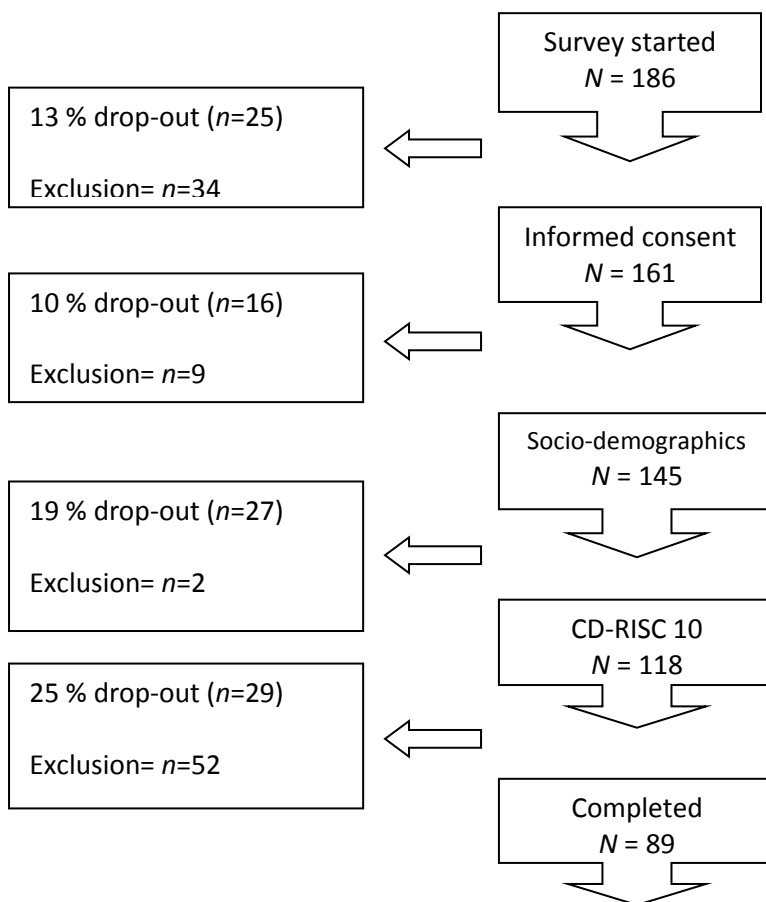 Survey started
N = 186
13 % drop-out (n=25)
Exclusion= n=34
Informed consent
N = 161
10 % drop-out (n=16)
Exclusion= n=9
Socio-demographics
N = 145
19 % drop-out (n=27)
Exclusion= n=2
CD-RISC 10
N = 118
25 % drop-out (n=29)
Exclusion= n=52
Completed
N = 89